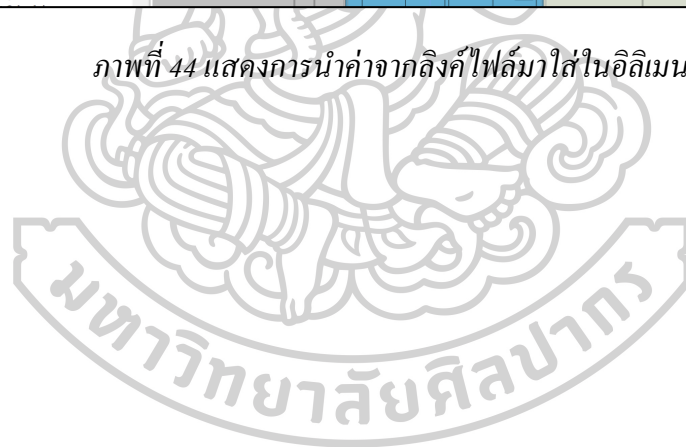 ภาพที่ 44 แสดงการนำค่าจากลิงค์ไฟล์มาใส่ในอิลิเมน
มหาวิทยาลัยศิลปากร